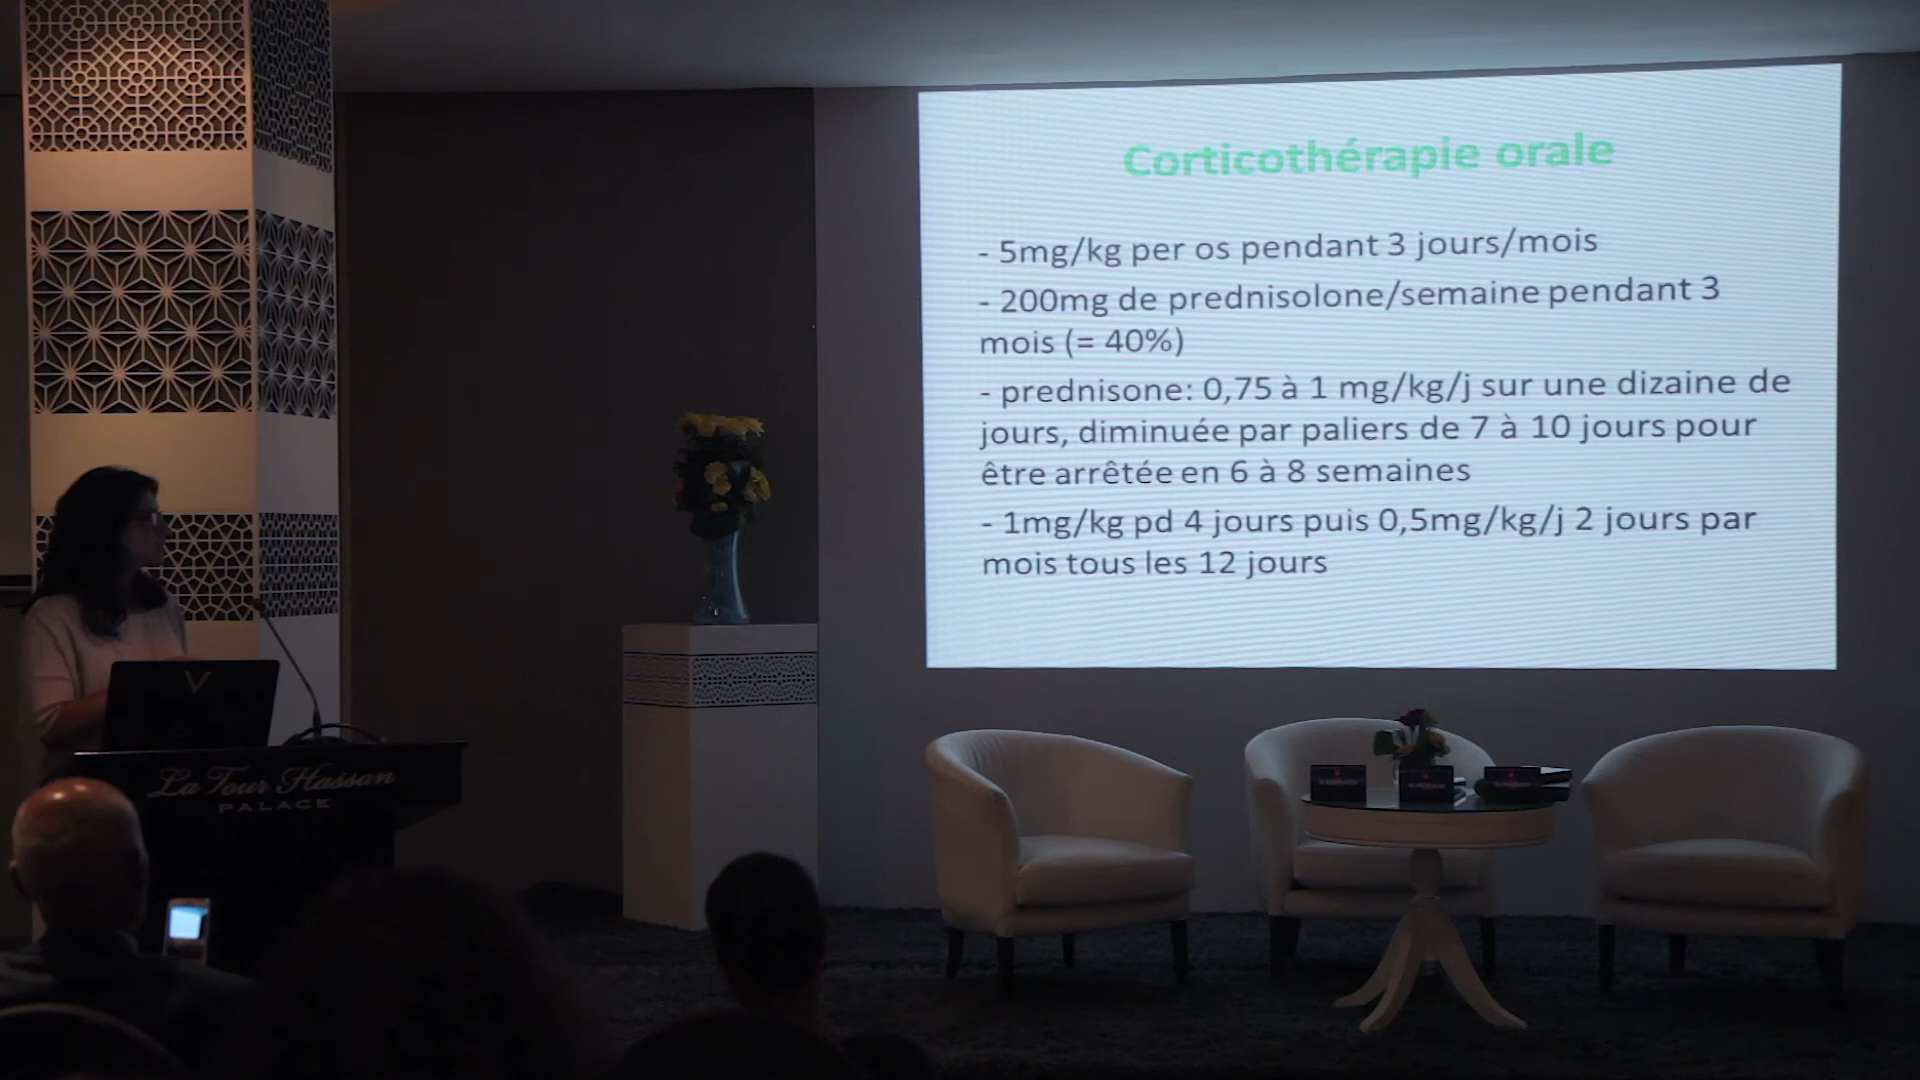 Corticothérapie orale
- 5mg/kg per os pendant 3 jours/mois
- 200mg de prednisolone/semaine pendant 3
mois (= 40%)
- prednisone: 0,75 à 1 mg/kg/j sur une dizaine de
jours, diminuée par paliers de 7 à 10 jours pour
être arrêtée en 6 à 8 semaines
- 1mg/kg pd 4 jours puis 0,5mg/kg/j 2 jours par
mois tous les 12 jours
V
La Tour Hassan
PALACE